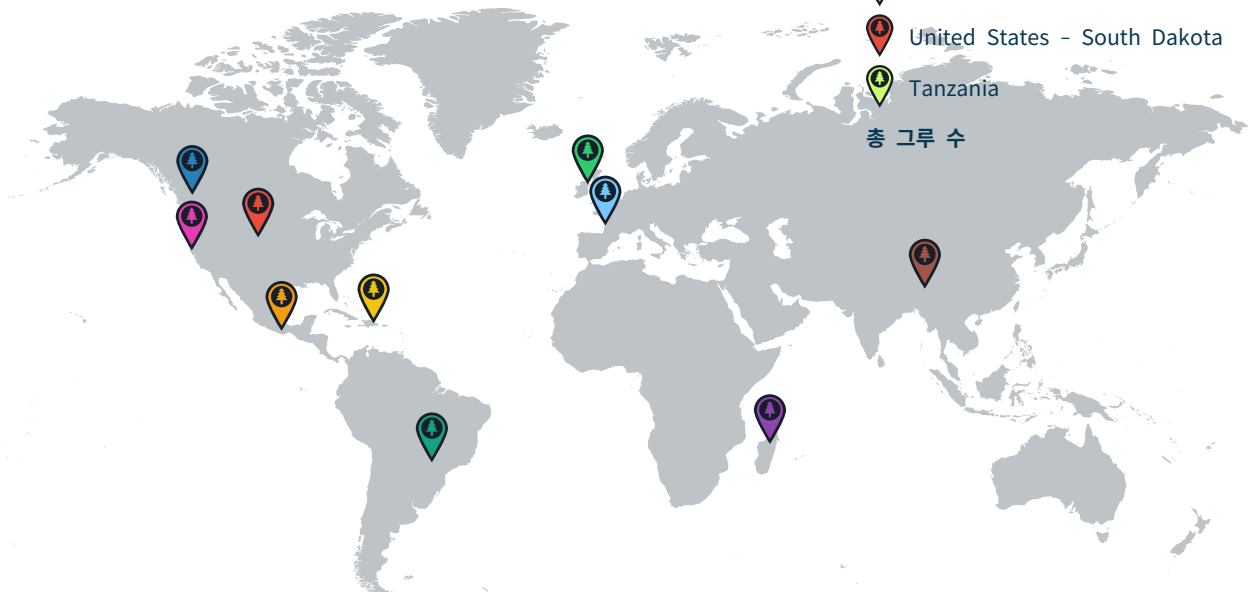 United States - South Dakota
Tanzania
총 그루 수